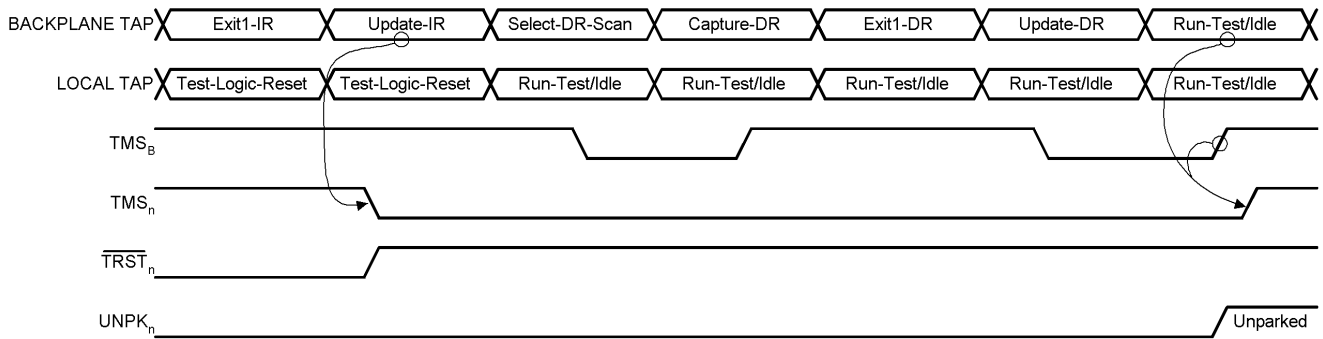 BACKPLANE TAP Exit1-IR Update-IR Select-DR-Scan Capture-DR Exit1-DR Update-DR Run-Test/Idle
LOCAL TAP Test-Logic-Reset Test-Logic-Reset Run-Test/Idle Run-Test/Idle Run-Test/Idle Run-Test/Idle Run-Test/Idle
TMSB
TMSn
TRSTn
UNPKn Unparked